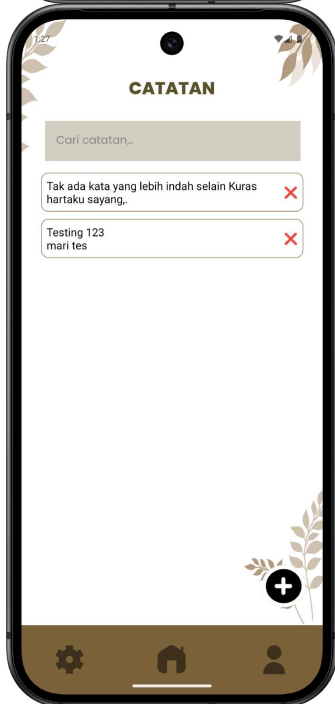 1:27
CATATAN
Cari catatan,..
Tak ada kata yang lebih indah selain Kuras
hartaku sayang,.
Testing 123
mari tes